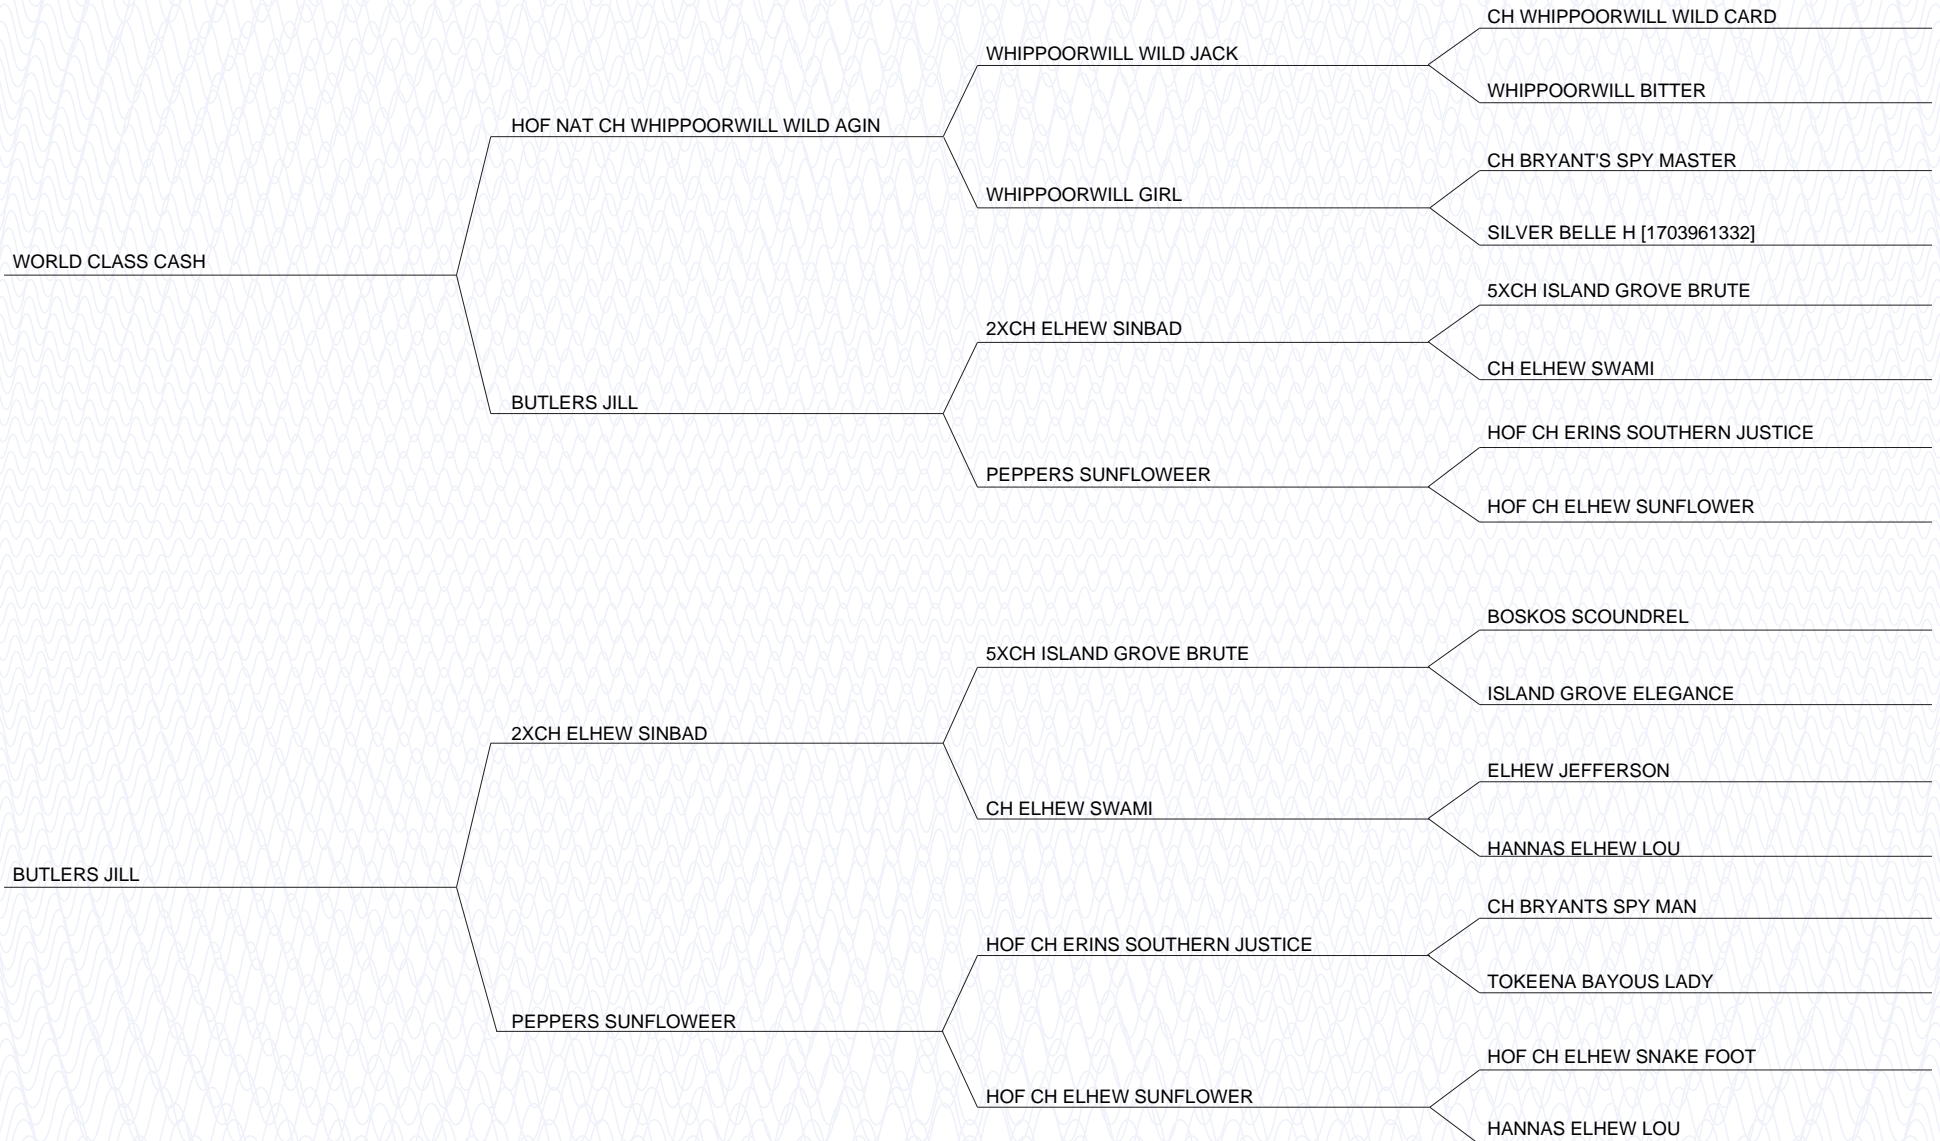 CH WHIPPOORWILL WILD CARD
WHIPPOORWILL WILD JACK
WHIPPOORWILL BITTER
HOF NAT CH WHIPPOORWILL WILD AGIN
CH BRYANT'S SPY MASTER
WHIPPOORWILL GIRL
SILVER BELLE H [1703961332]
WORLD CLASS CASH
5XCH ISLAND GROVE BRUTE
2XCH ELHEW SINBAD
CH ELHEW SWAMI
BUTLERS JILL
HOF CH ERINS SOUTHERN JUSTICE
PEPPERS SUNFLOWEER
HOF CH ELHEW SUNFLOWER
BOSKOS SCOUNDREL
5XCH ISLAND GROVE BRUTE
ISLAND GROVE ELEGANCE
2XCH ELHEW SINBAD
ELHEW JEFFERSON
CH ELHEW SWAMI
HANNAS ELHEW LOU
BUTLERS JILL
CH BRYANTS SPY MAN
HOF CH ERINS SOUTHERN JUSTICE
TOKEENA BAYOUS LADY
PEPPERS SUNFLOWEER
HOF CH ELHEW SNAKE FOOT
HOF CH ELHEW SUNFLOWER
HANNAS ELHEW LOU